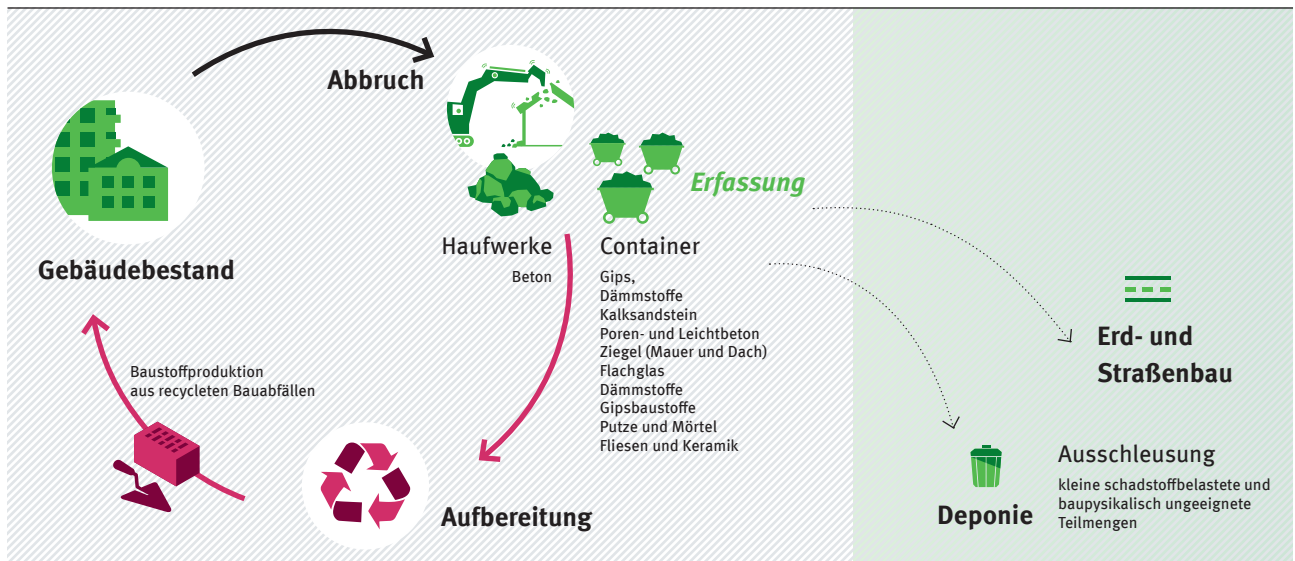 Abbruch
Erfassung
Gebäudebestand
Haufwerke
Beton
Container
Gips,
Dämmstoffe
Kalksandstein
Poren- und Leichtbeton
Ziegel (Mauer und Dach)
Flachglas
Dämmstoffe
Gipsbaustoffe
Putze und Mörtel
Fliesen und Keramik
Erd- und
Straßenbau
Baustoffproduktion
aus recycleten Bauabfällen
Aufbereitung
Deponie
Ausschleusung
kleine schadstoffbelastete und
baupysikalisch ungeeignete
Teilmengen